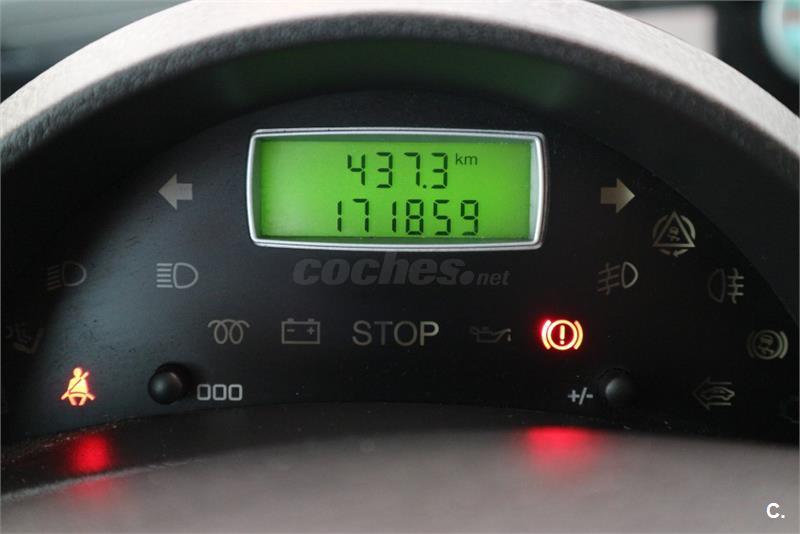 437.3 km
171859
coches.net
STOP
000
+/-
C.